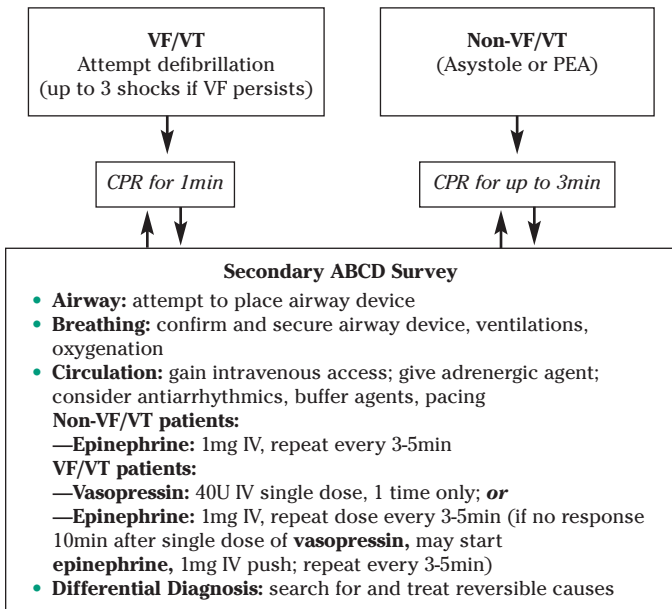 VF/VT
Attempt defibrillation
(up to 3 shocks if VF persists)
Non-VF/VT
(Asystole or PEA)
CPR for 1min
CPR for up to 3min
Secondary ABCD Survey
• Airway: attempt to place airway device
• Breathing: confirm and secure airway device, ventilations,
oxygenation
• Circulation: gain intravenous access; give adrenergic agent;
consider antiarrhythmics, buffer agents, pacing
Non-VF/VT patients:
—Epinephrine: 1mg IV, repeat every 3-5min
VF/VT patients:
—Vasopressin: 40U IV single dose, 1 time only; or
—Epinephrine: 1mg IV, repeat dose every 3-5min (if no response
10min after single dose of vasopressin, may start
epinephrine, 1mg IV push; repeat every 3-5min)
• Differential Diagnosis: search for and treat reversible causes